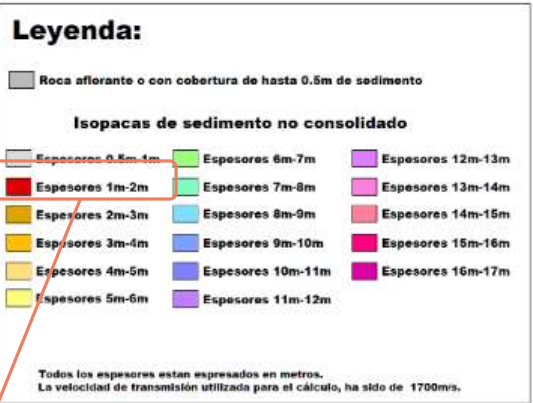 Leyenda:
Roca aflorante o con cobertura de hasta 0.5m de sedimento
Isopacas de sedimento no consolidado
Espesores 0.5m-1m Espesores 6m-7m Espesores 12m-13m
Espesores 1m-2m Espesores 7m-8m Espesores 13m-14m
Espesores 2m-3m Espesores 8m-9m Espesores 14m-15m
Espesores 3m-4m Espesores 9m-10m Espesores 15m-16m
Espesores 4m-5m Espesores 10m-11m Espesores 16m-17m
Espesores 5m-6m Espesores 11m-12m
Todos los espesores estan espresados en metros.
La velocidad de transmisión utilizada para el cálculo, ha sido de 1700m/s.